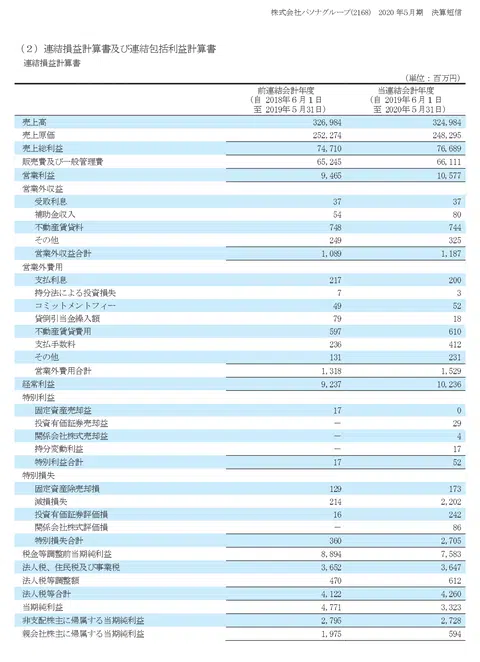 株式会社パソナグループ(2168) 2020年5月期 決算短信
（２）連結損益計算書及び連結包括利益計算書
連結損益計算書
（単位：百万円）
前連結会計年度 当連結会計年度
（自 2018年６月１日 （自 2019年６月１日
至 2019年５月31日） 至 2020年５月31日）
売上高 326,984 324,984
売上原価 252,274 248,295
売上総利益 74,710 76,689
販売費及び一般管理費 65,245 66,111
営業利益 9,465 10,577
営業外収益
受取利息 37 37
補助金収入 54 80
不動産賃貸料 748 744
その他 249 325
営業外収益合計 1,089 1,187
営業外費用
支払利息 217 200
持分法による投資損失 7 3
コミットメントフィー 49 52
貸倒引当金繰入額 79 18
不動産賃貸費用 597 610
支払手数料 236 412
その他 131 231
営業外費用合計 1,318 1,529
経常利益 9,237 10,236
特別利益
固定資産売却益 17 0
投資有価証券売却益 － 29
関係会社株式売却益 － 4
持分変動利益 － 17
特別利益合計 17 52
特別損失
固定資産除売却損 129 173
減損損失 214 2,202
投資有価証券評価損 16 242
関係会社株式評価損 － 86
特別損失合計 360 2,705
税金等調整前当期純利益 8,894 7,583
法人税、住民税及び事業税 3,652 3,647
法人税等調整額 470 612
法人税等合計 4,122 4,260
当期純利益 4,771 3,323
非支配株主に帰属する当期純利益 2,795 2,728
親会社株主に帰属する当期純利益 1,975 594